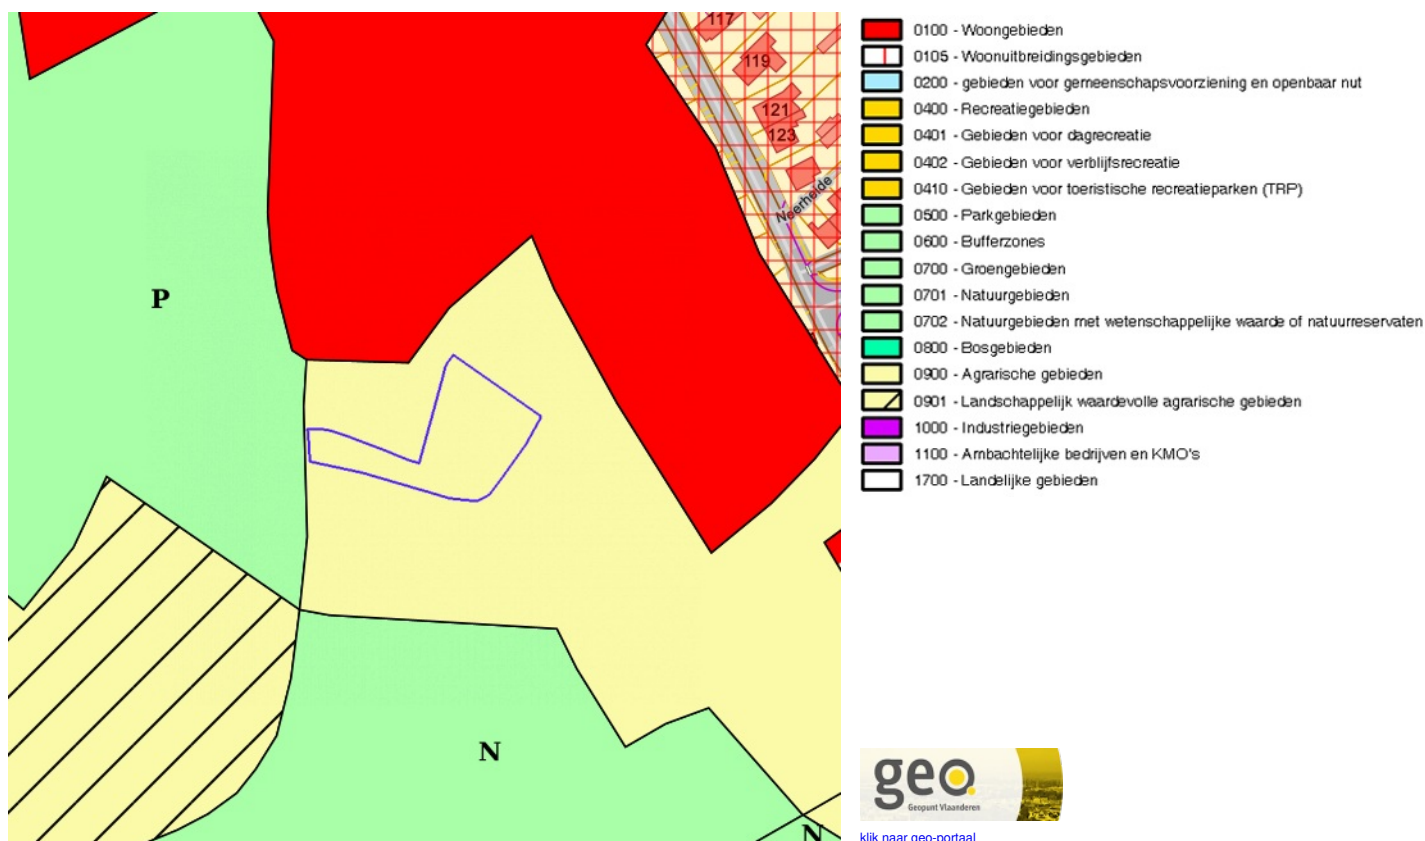 117
119
121
123
Neerheide
P
N
N
0100 - Woongebieden
0105 - Woonuitbreidingsgebieden
0200 - gebieden voor gemeenschapsvoorziening en openbaar nut
0400 - Recreatiegebieden
0401 - Gebieden voor dagrecreatie
0402 - Gebieden voor verblijfsrecreatie
0410 - Gebieden voor toeristische recreatieparken (TRP)
0500 - Parkgebieden
0600 - Bufferzones
0700 - Groengebieden
0701 - Natuurgebieden
0702 - Natuurgebieden met wetenschappelijke waarde of natuurreservaten
0800 - Bosgebieden
0900 - Agrarische gebieden
0901 - Landschappelijk waardevolle agrarische gebieden
1000 - Industriegebieden
1100 - Ambachtelijke bedrijven en KMO's
1700 - Landelijke gebieden
geo
Geopunt Vlaanderen
klik naar geo-portaal